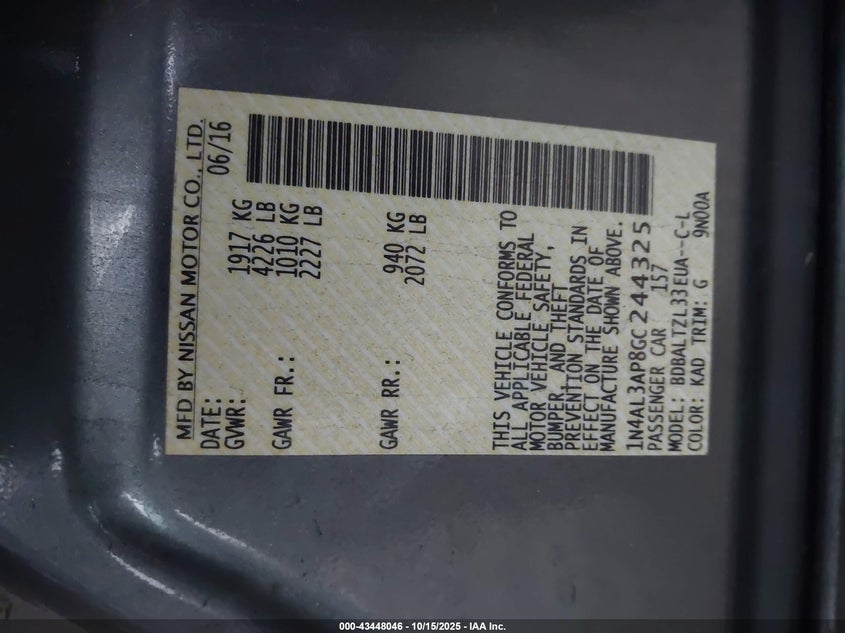 MFD BY NISSAN MOTOR CO., LTD.
DATE: 06/16
GVWR: 1917 KG
4226 LB
GAWR FR.: 1010 KG
2227 LB
GAWR RR.: 940 KG
2072 LB
THIS VEHICLE CONFORMS TO
ALL APPLICABLE FEDERAL
MOTOR VEHICLE SAFETY,
BUMPER, AND THEFT
PREVENTION STANDARDS IN
EFFECT ON THE DATE OF
MANUFACTURE SHOWN ABOVE.
1N4AL3AP8GC244325
PASSENGER CAR 157
MODEL: BDBALTZL33EUA--C-L
COLOR: KAD TRIM: G 9N00A
000-43448046 - 10/15/2025 - IAA Inc.